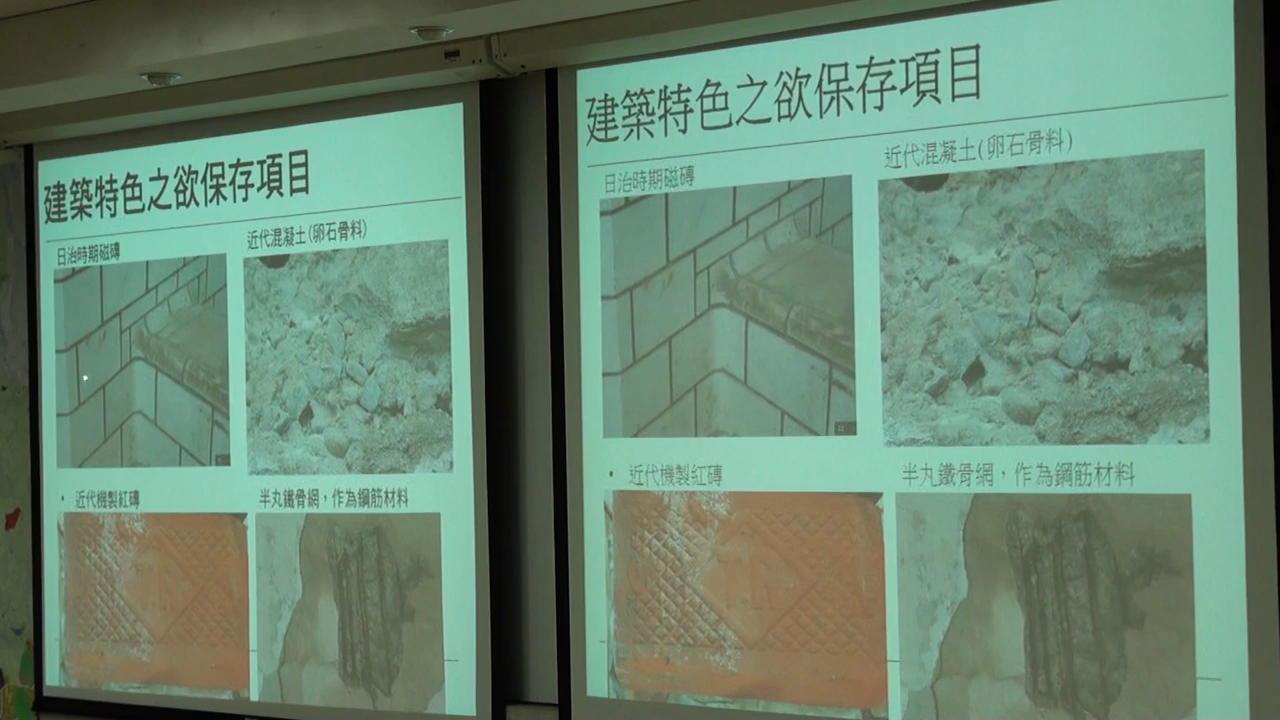 建築特色之欲保存項目
日治時期磁磚
近代混凝土(卵石骨料)
• 近代機製紅磚
半丸鐵骨網，作為鋼筋材料
建築特色之欲保存項目
日治時期磁磚
近代混凝土(卵石骨料)
• 近代機製紅磚
半丸鐵骨網，作為鋼筋材料